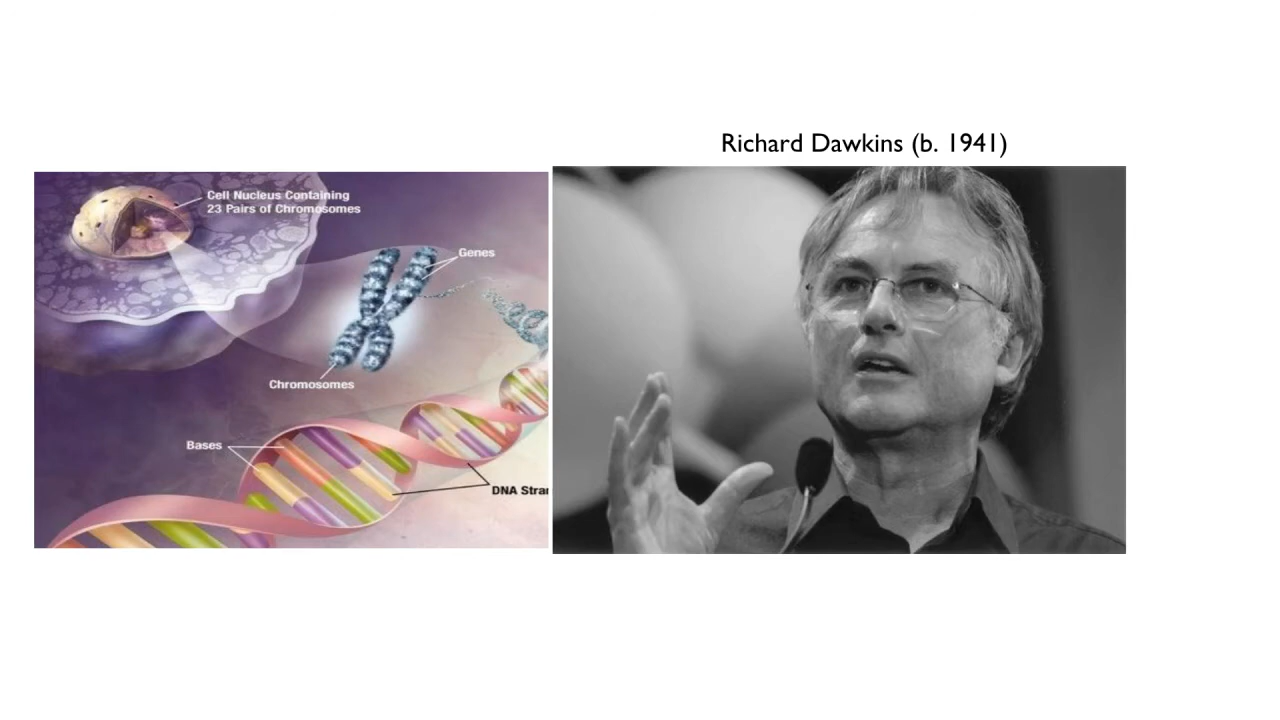 Richard Dawkins (b. 1941)
Cell Nucleus Containing
23 Pairs of Chromosomes
Genes
Chromosomes
Bases
DNA Stra